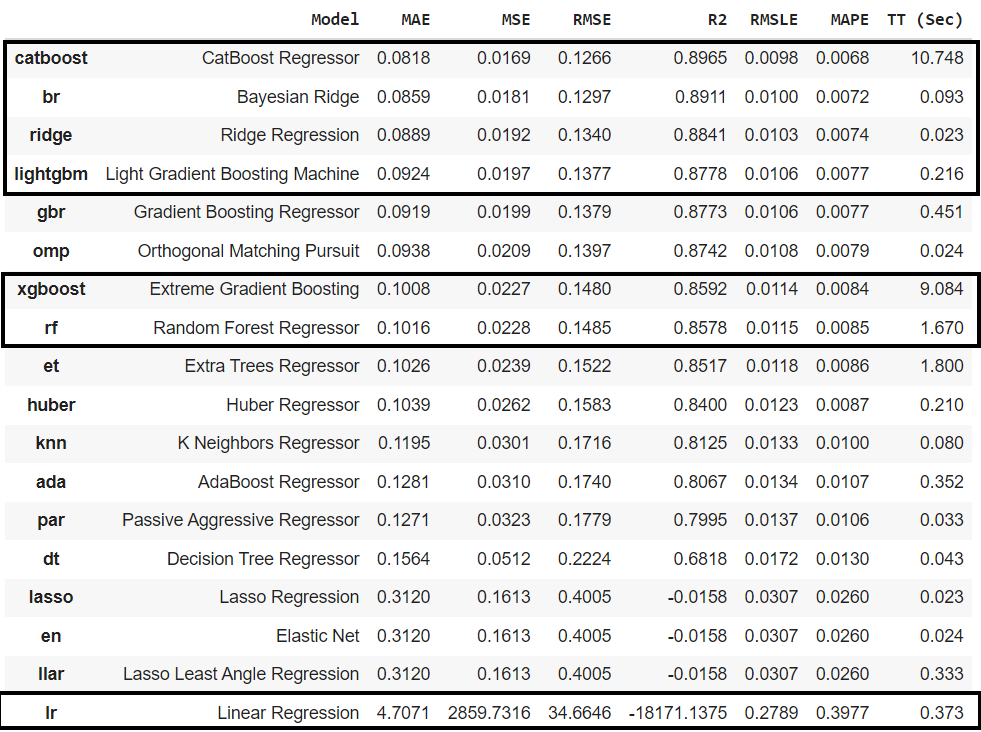 Model MAE MSE RMSE R2 RMSLE MAPE TT (Sec)
catboost CatBoost Regressor 0.0818 0.0169 0.1266 0.8965 0.0098 0.0068 10.748
br Bayesian Ridge 0.0859 0.0181 0.1297 0.8911 0.0100 0.0072 0.093
ridge Ridge Regression 0.0889 0.0192 0.1340 0.8841 0.0103 0.0074 0.023
lightgbm Light Gradient Boosting Machine 0.0924 0.0197 0.1377 0.8778 0.0106 0.0077 0.216
gbr Gradient Boosting Regressor 0.0919 0.0199 0.1379 0.8773 0.0106 0.0077 0.451
omp Orthogonal Matching Pursuit 0.0938 0.0209 0.1397 0.8742 0.0108 0.0079 0.024
xgboost Extreme Gradient Boosting 0.1008 0.0227 0.1480 0.8592 0.0114 0.0084 9.084
rf Random Forest Regressor 0.1016 0.0228 0.1485 0.8578 0.0115 0.0085 1.670
et Extra Trees Regressor 0.1026 0.0239 0.1522 0.8517 0.0118 0.0086 1.800
huber Huber Regressor 0.1039 0.0262 0.1583 0.8400 0.0123 0.0087 0.210
knn K Neighbors Regressor 0.1195 0.0301 0.1716 0.8125 0.0133 0.0100 0.080
ada AdaBoost Regressor 0.1281 0.0310 0.1740 0.8067 0.0134 0.0107 0.352
par Passive Aggressive Regressor 0.1271 0.0323 0.1779 0.7995 0.0137 0.0106 0.033
dt Decision Tree Regressor 0.1564 0.0512 0.2224 0.6818 0.0172 0.0130 0.043
lasso Lasso Regression 0.3120 0.1613 0.4005 -0.0158 0.0307 0.0260 0.023
en Elastic Net 0.3120 0.1613 0.4005 -0.0158 0.0307 0.0260 0.024
llar Lasso Least Angle Regression 0.3120 0.1613 0.4005 -0.0158 0.0307 0.0260 0.333
lr Linear Regression 4.7071 2859.7316 34.6646 -18171.1375 0.2789 0.3977 0.373